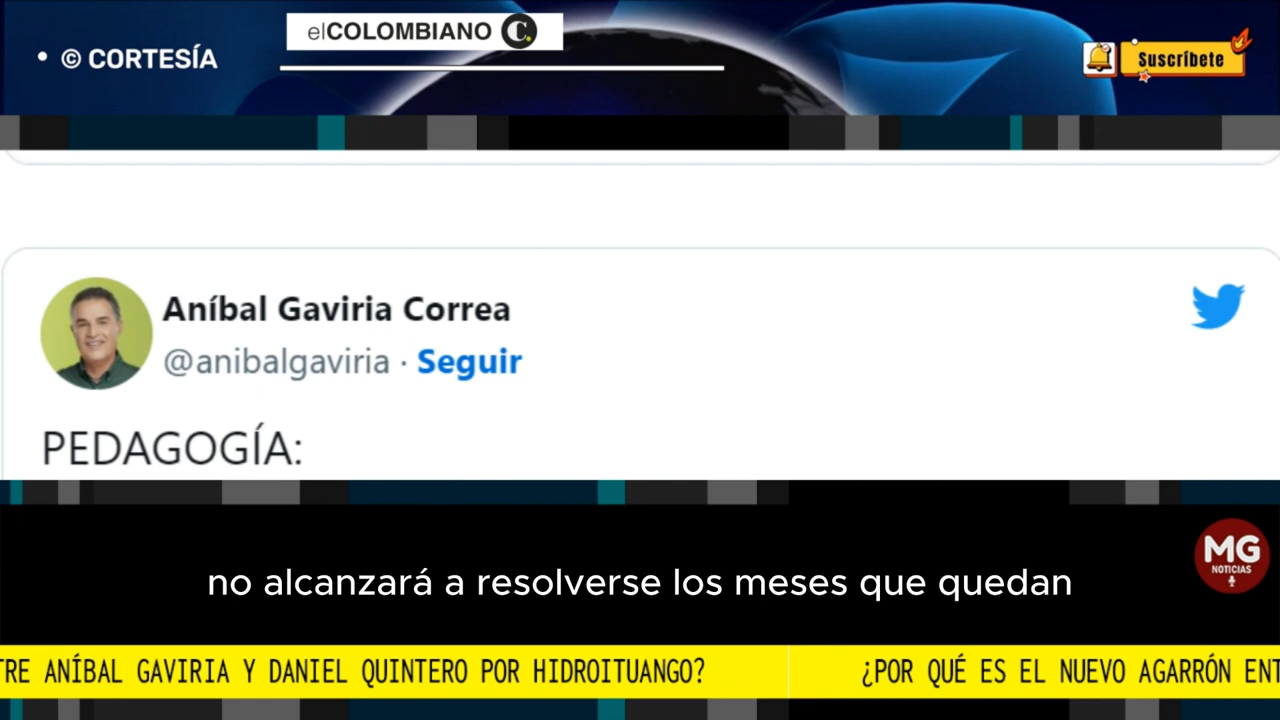 elCOLOMBIANO C.
• © CORTESÍA
Suscríbete
Aníbal Gaviria Correa
@anibalgaviria · Seguir
PEDAGOGÍA:
MG
NOTICIAS
no alcanzará a resolverse los meses que quedan
TRE ANÍBAL GAVIRIA Y DANIEL QUINTERO POR HIDROITUANGO? ¿POR QUÉ ES EL NUEVO AGARRÓN ENT